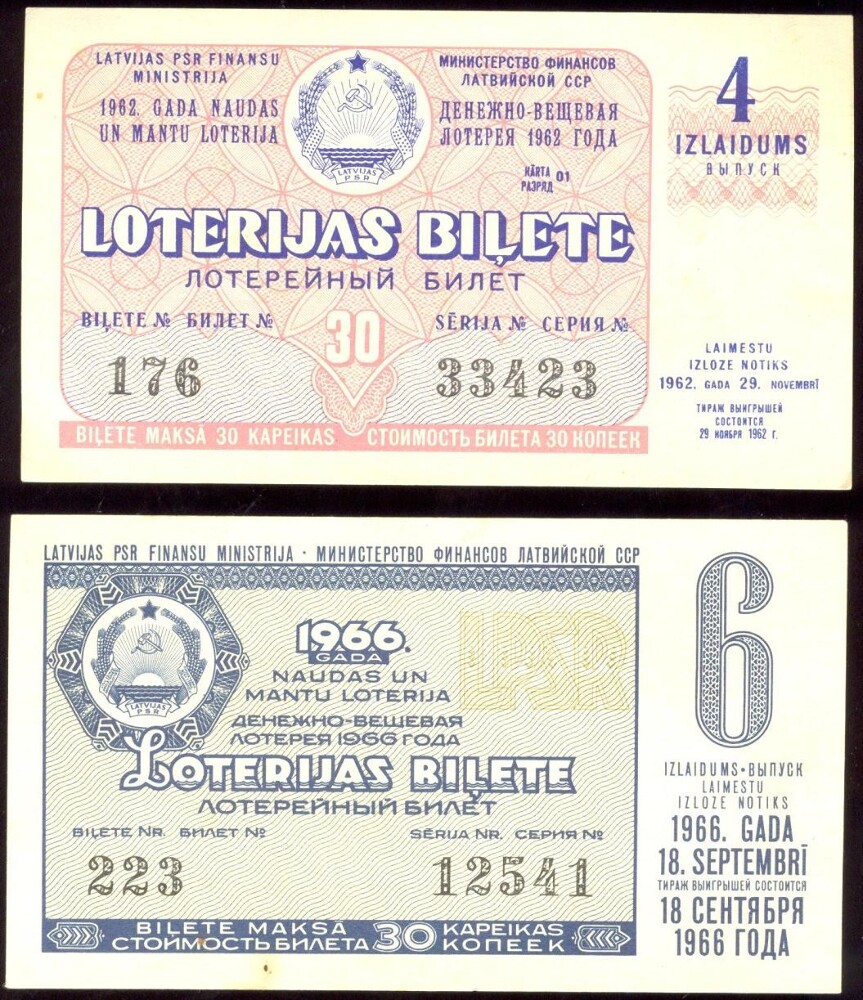 LATVIJAS PSR FINANSU
MINISTRIJA
1962. GADA NAUDAS
UN MANTU LOTERIJA
LATVIJAS
PSR
МИНИСТЕРСТВО ФИНАНСОВ
ЛАТВИЙСКОЙ ССР
ДЕНЕЖНО-ВЕЩЕВАЯ
ЛОТЕРЕЯ 1962 ГОДА
KĀRTA 01
РАЗРЯД
LOTERIJAS BIĻETE
ЛОТЕРЕЙНЫЙ БИЛЕТ
BIĻETE № БИЛЕТ №
30
SĒRIJA № СЕРИЯ №
176
33423
BIĻETE MAKSĀ 30 KAPEIKAS СТОИМОСТЬ БИЛЕТА 30 КОПЕЕК
4
IZLAIDUMS
ВЫПУСК
LAIMESTU
IZLOZE NOTIKS
1962. GADA 29. NOVEMBRĪ
ТИРАЖ ВЫИГРЫШЕЙ
СОСТОИТСЯ
29 НОЯБРЯ 1962 г.
LATVIJAS PSR FINANSU MINISTRIJA · МИНИСТЕРСТВО ФИНАНСОВ ЛАТВИЙСКОЙ ССР
LATVIJAS
PSR
1966.
GADA
LPSR
NAUDAS UN
MANTU LOTERIJA
ДЕНЕЖНО-ВЕЩЕВАЯ
ЛОТЕРЕЯ 1966 ГОДА
LOTERIJAS BIĻETE
ЛОТЕРЕЙНЫЙ БИЛЕТ
BIĻETE NR. БИЛЕТ №
SĒRIJA NR. СЕРИЯ №
223
12541
BIĻETE MAKSĀ 30 KAPEIKAS
СТОИМОСТЬ БИЛЕТА 30 КОПЕЕК
6
IZLAIDUMS • ВЫПУСК
LAIMESTU
IZLOZE NOTIKS
1966. GADA
18. SEPTEMBRĪ
ТИРАЖ ВЫИГРЫШЕЙ СОСТОИТСЯ
18 СЕНТЯБРЯ
1966 ГОДА